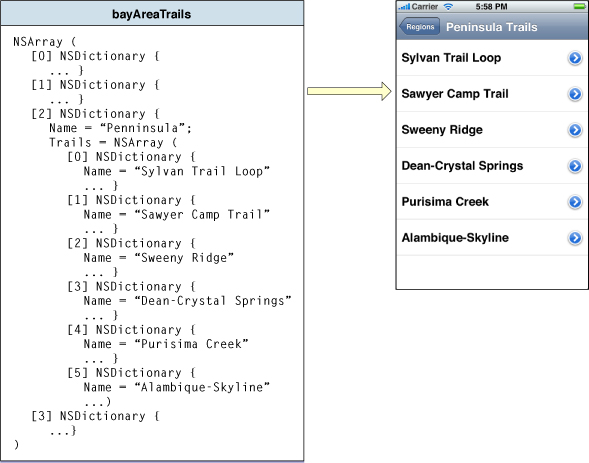 bayAreaTrails
NSArray (
[0] NSDictionary {
... }
[1] NSDictionary {
... }
[2] NSDictionary {
Name = “Penninsula”;
Trails = NSArray (
[0] NSDictionary {
Name = “Sylvan Trail Loop”
... }
[1] NSDictionary {
Name = “Sawyer Camp Trail”
... }
[2] NSDictionary {
Name = “Sweeny Ridge”
... }
[3] NSDictionary {
Name = “Dean-Crystal Springs”
... }
[4] NSDictionary {
Name = “Purisima Creek”
... }
[5] NSDictionary {
Name = “Alambique-Skyline”
...)
[3] NSDictionary {
...}
)
Carrier 5:58 PM
Regions Peninsula Trails
Sylvan Trail Loop
Sawyer Camp Trail
Sweeny Ridge
Dean-Crystal Springs
Purisima Creek
Alambique-Skyline